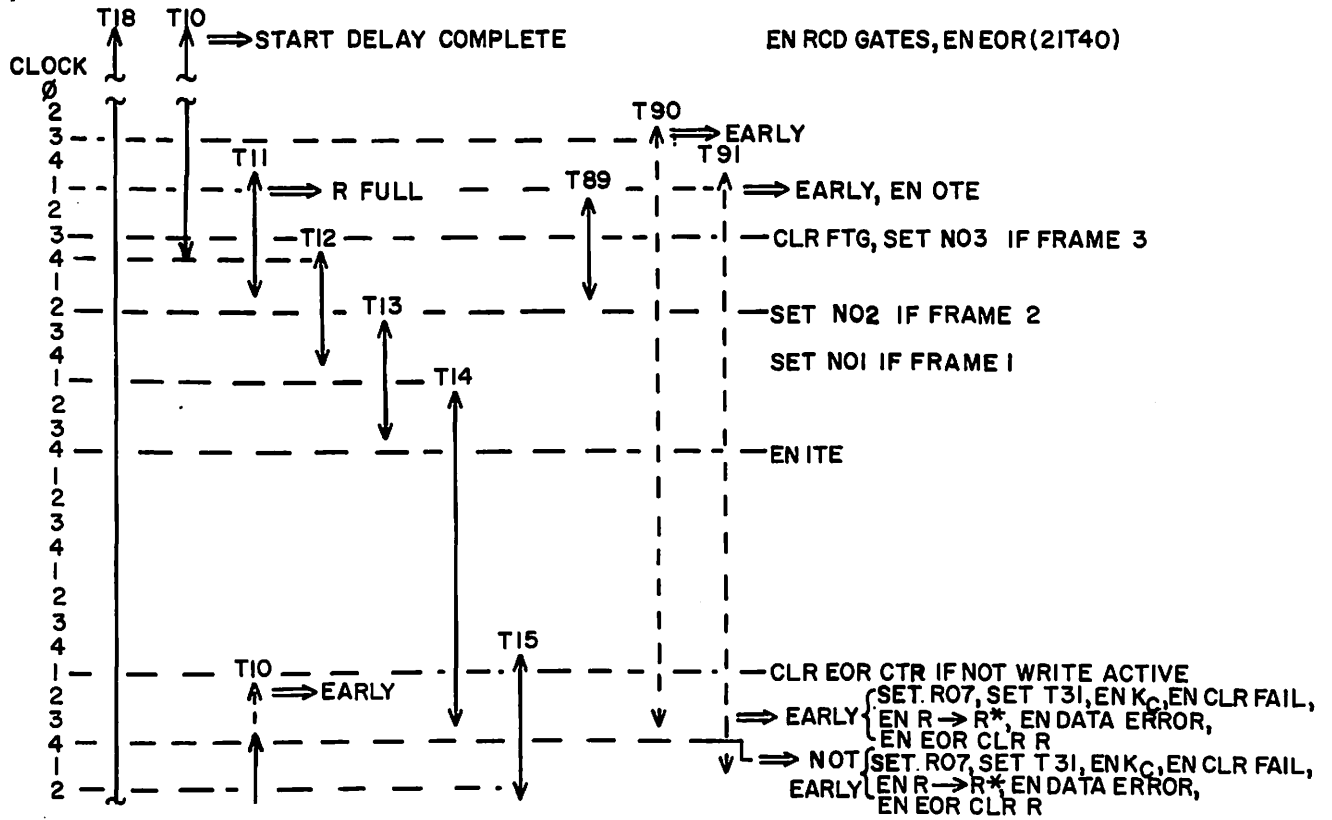 T18 T10
⇒ START DELAY COMPLETE
EN RCD GATES, EN EOR (21T40)
CLOCK
Ø
2
T90
3
⇒ EARLY
4
T11
T91
1
⇒ R FULL
T89
⇒ EARLY, EN OTE
2
3
T12
CLR FTG, SET NO3 IF FRAME 3
4
1
2
T13
SET NO2 IF FRAME 2
3
4
SET NO1 IF FRAME 1
1
T14
2
3
4
EN ITE
1
2
3
4
1
2
3
4
T15
1
T10
CLR EOR CTR IF NOT WRITE ACTIVE
2
⇒ EARLY
3
⇒ EARLY { SET RO7, SET T31, EN KC, EN CLR FAIL,
EN R → R*, EN DATA ERROR,
EN EOR CLR R
4
1
⇒ NOT EARLY { SET RO7, SET T31, EN KC, EN CLR FAIL,
EN R → R*, EN DATA ERROR,
EN EOR CLR R
2